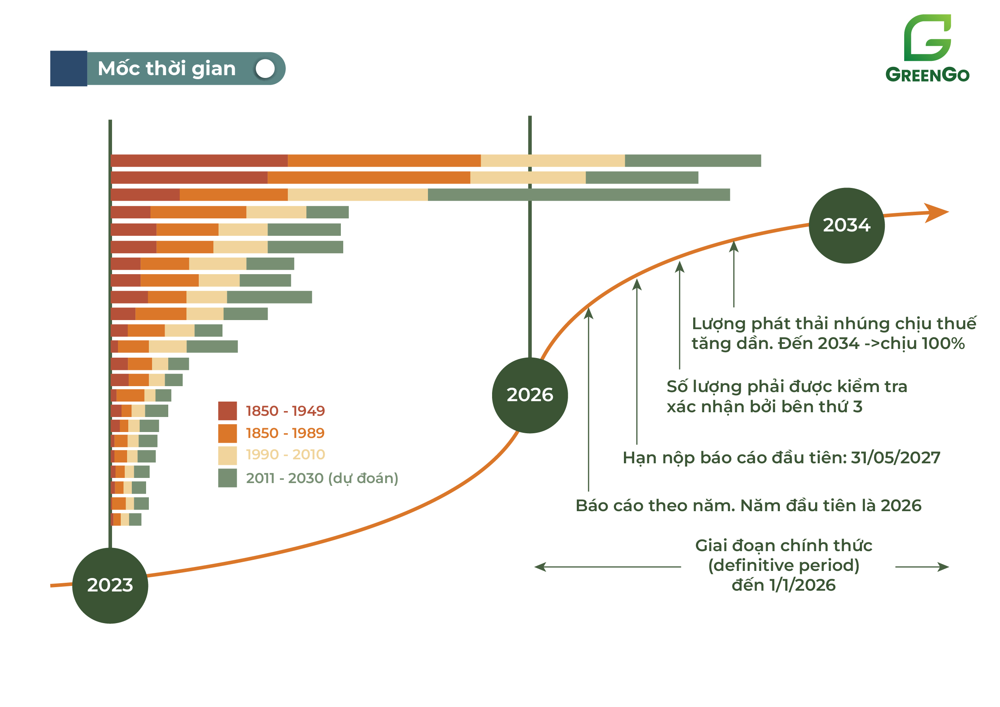 Mốc thời gian
GREENGO
2034
Lượng phát thải nhúng chịu thuế
tăng dần. Đến 2034 ->chịu 100%
2026
Số lượng phải được kiểm tra
xác nhận bởi bên thứ 3
1850 - 1949
1850 - 1989
1990 - 2010
2011 - 2030 (dự đoán)
Hạn nộp báo cáo đầu tiên: 31/05/2027
Báo cáo theo năm. Năm đầu tiên là 2026
Giai đoạn chính thức
(definitive period)
đến 1/1/2026
2023